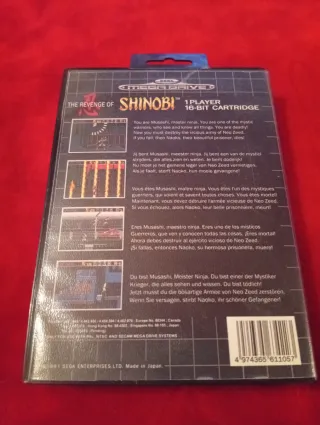 SEGA
MEGA DRIVE
THE REVENGE OF
SHINOBI™
1 PLAYER
16-BIT CARTRIDGE
You are Musashi, master ninja. You are one of the mystic
warriors, who see and know all things. You are deadly!
Now you must destroy the vicious army of Neo Zeed.
If you fail, then Naoko, your beautiful prisoner, dies!
Jij bent Musashi, meester ninja. Jij bent een van de mystieke
strijders, die alles zien en weten. Je bent dodelijk!
Nu moet je het gemene leger van Neo Zeed verslaan.
Als je faalt, sterft Naoko, jouw mooie gevangene!
Vous êtes Musashi, maître ninja. Vous êtes l'un des mystiques
guerriers, qui voient et savent toutes choses. Vous êtes mortel!
Maintenant, vous devez détruire l'armée vicieuse de Neo Zeed.
Si vous échouez, alors Naoko, leur belle prisonnière, meurt!
Eres Musashi, maestro ninja. Eres uno de los místicos
Guerreros, que ven y conocen todas las cosas. ¡Eres mortal!
Ahora debes destruir al ejército vicioso de Neo Zeed.
¡Si fallas, entonces Naoko, su hermosa prisionera, muere!
Du bist Musashi, Meister Ninja. Du bist einer der Mystiker
Krieger, die alles sehen und wissen. Du bist tödlich!
Jetzt musst du die bösartige Armee von Neo Zeed zerstören.
Wenn Sie versagen, stirbt Naoko, ihr schöner Gefangener!
SEGA ENTERPRISES, LTD. Made in Japan.
4 974365 611057